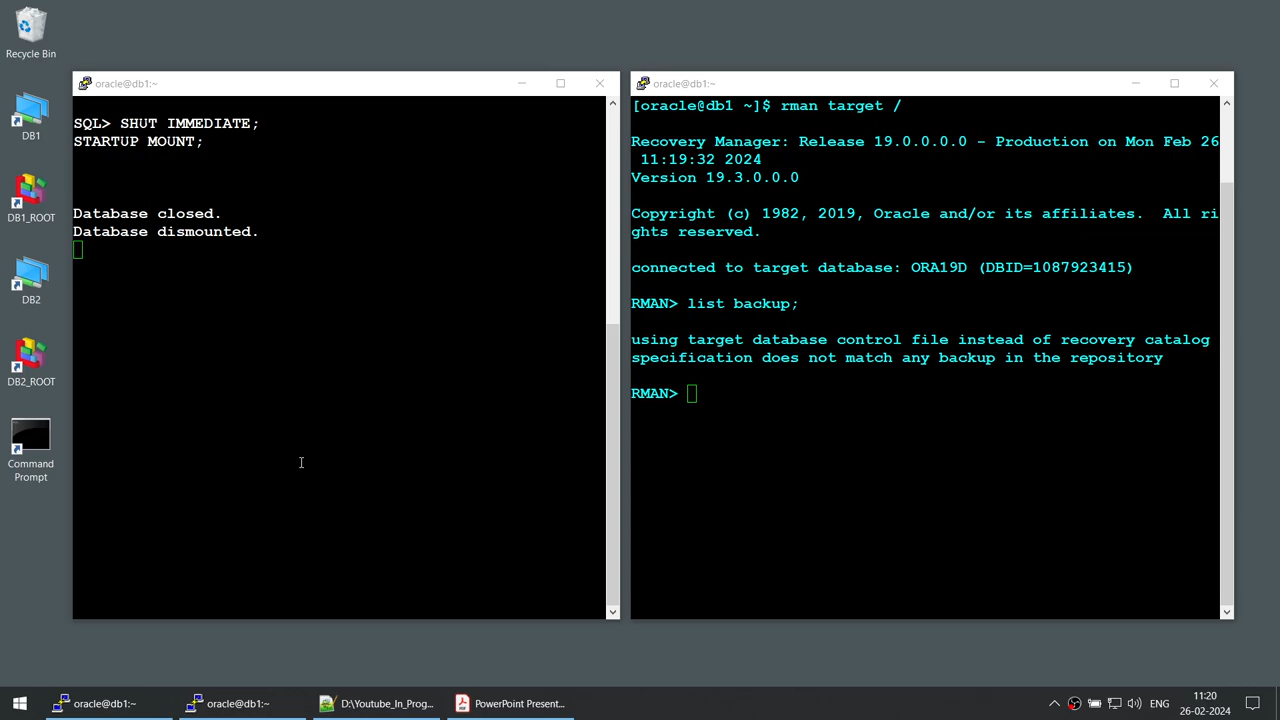 Recycle Bin
DB1
DB1_ROOT
DB2
DB2_ROOT
Command
Prompt
oracle@db1:~
SQL> SHUT IMMEDIATE;
STARTUP MOUNT;
Database closed.
Database dismounted.
oracle@db1:~
[oracle@db1 ~]$ rman target /
Recovery Manager: Release 19.0.0.0.0 - Production on Mon Feb 26
11:19:32 2024
Version 19.3.0.0.0
Copyright (c) 1982, 2019, Oracle and/or its affiliates.  All ri
ghts reserved.
connected to target database: ORA19D (DBID=1087923415)
RMAN> list backup;
using target database control file instead of recovery catalog
specification does not match any backup in the repository
RMAN>
oracle@db1:~
oracle@db1:~
D:\Youtube_In_Prog...
PowerPoint Present...
ENG
11:20
26-02-2024